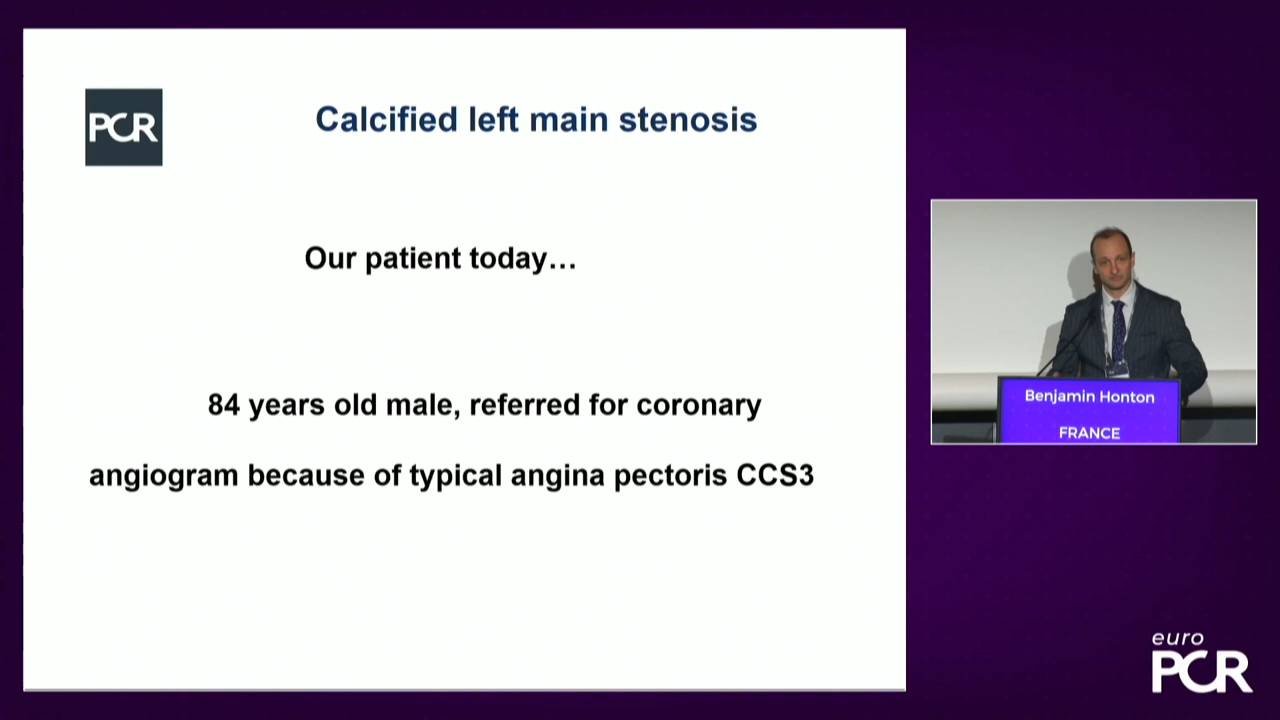 PCR
Calcified left main stenosis
Our patient today…
84 years old male, referred for coronary
angiogram because of typical angina pectoris CCS3
Benjamin Honton
FRANCE
euro
PCR